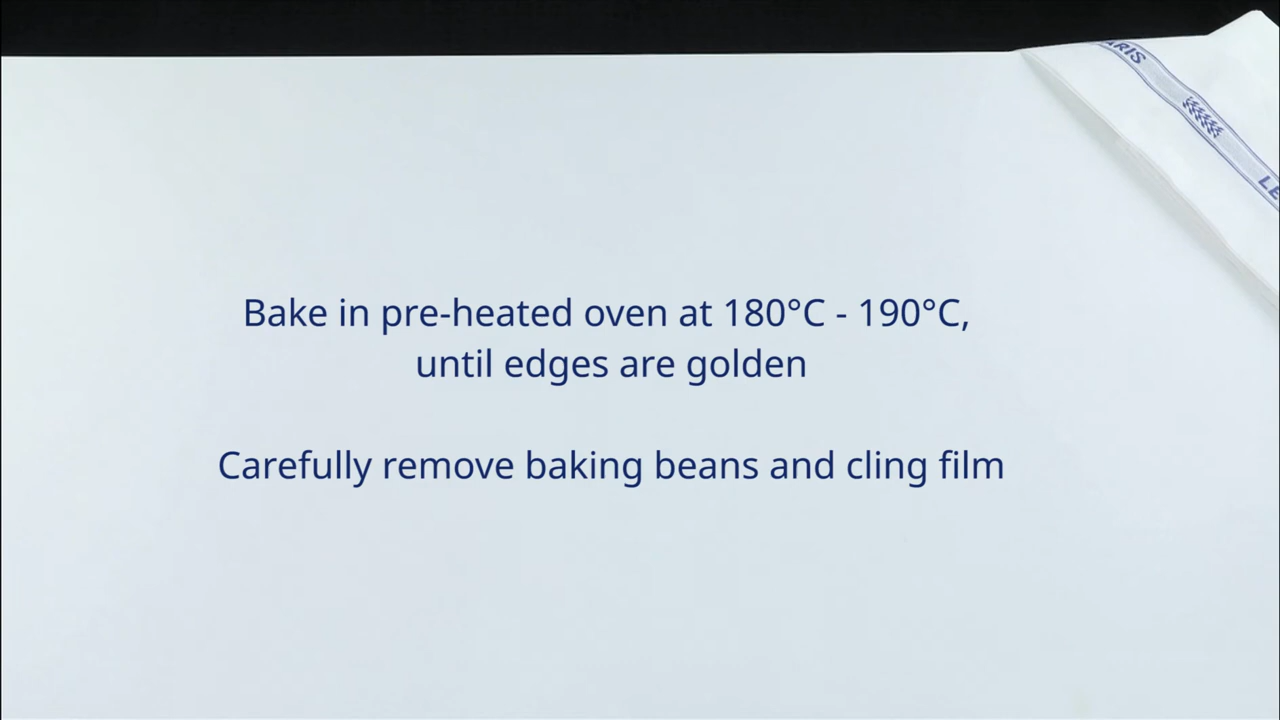 Bake in pre-heated oven at 180°C - 190°C,
until edges are golden
Carefully remove baking beans and cling film